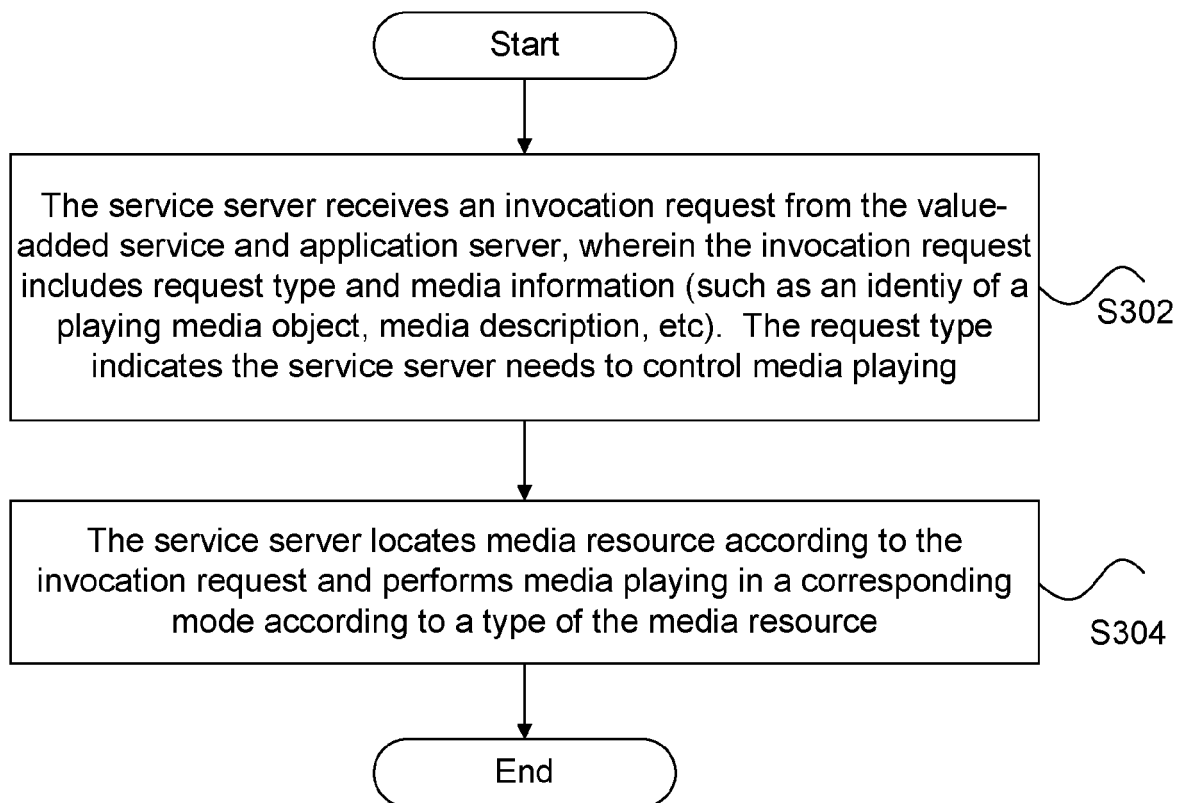 Start
The service server receives an invocation request from the value-
added service and application server, wherein the invocation request
includes request type and media information (such as an identiy of a
playing media object, media description, etc).  The request type
indicates the service server needs to control media playing
S302
The service server locates media resource according to the
invocation request and performs media playing in a corresponding
mode according to a type of the media resource
S304
End